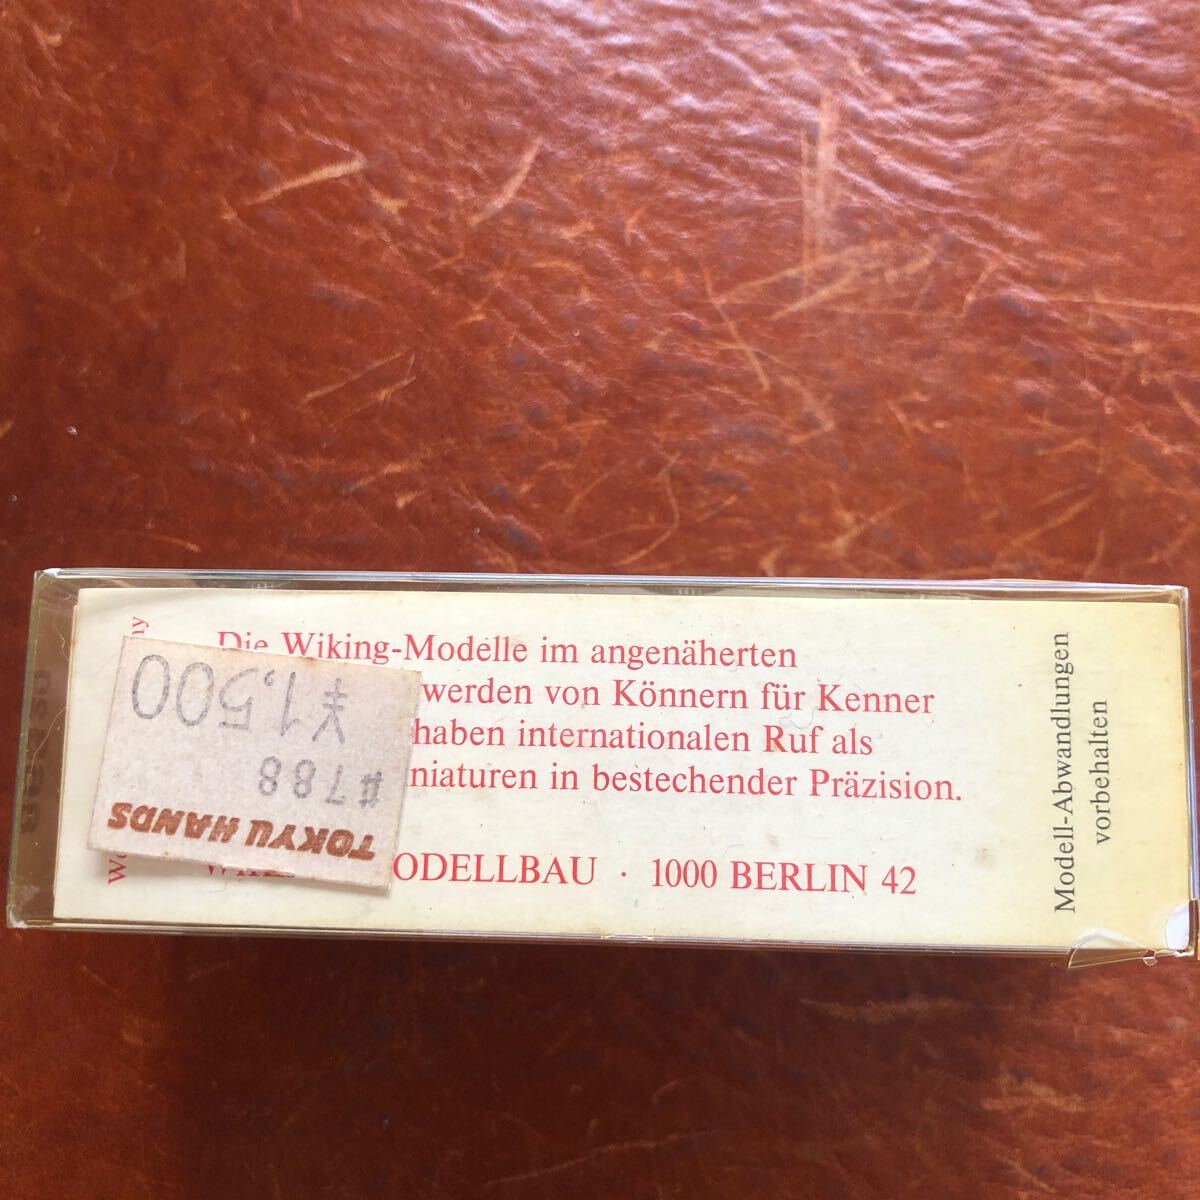 Die Wiking-Modelle im angenäherten
werden von Könnern für Kenner
haben internationalen Ruf als
niaturen in bestechender Präzision.
ODELLBAU · 1000 BERLIN 42
Modell-Abwandlungen
vorbehalten
TOKYU HANDS
#788
¥1,500